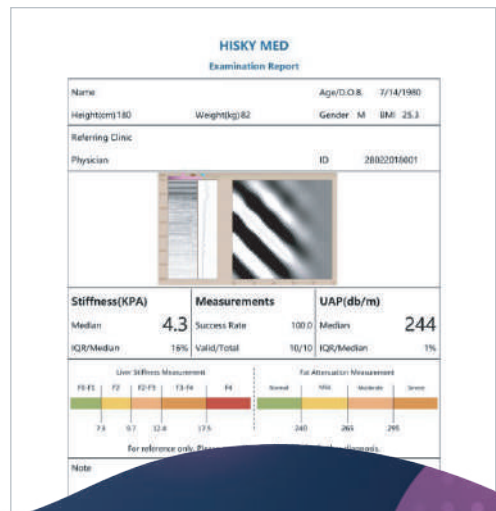 HISKY MED
Examination Report
Name Age/D.O.B. 7/14/1980
Height(cm)180 Weight(kg)82 Gender M BMI 25.3
Referring Clinic
Physician ID 28022018001
Stiffness(KPA) Measurements UAP(db/m)
Median 4.3 Success Rate 100.0 Median 244
IQR/Median 16% Valid/Total 10/10 IQR/Median 1%
Liver Stiffness Measurement Fat Attenuation Measurement
F0-F1 F2 F2-F3 F3-F4 F4 Normal Mild Moderate Severe
7.3 9.7 12.4 17.5 240 265 295
For reference only. diagnosis.
Note